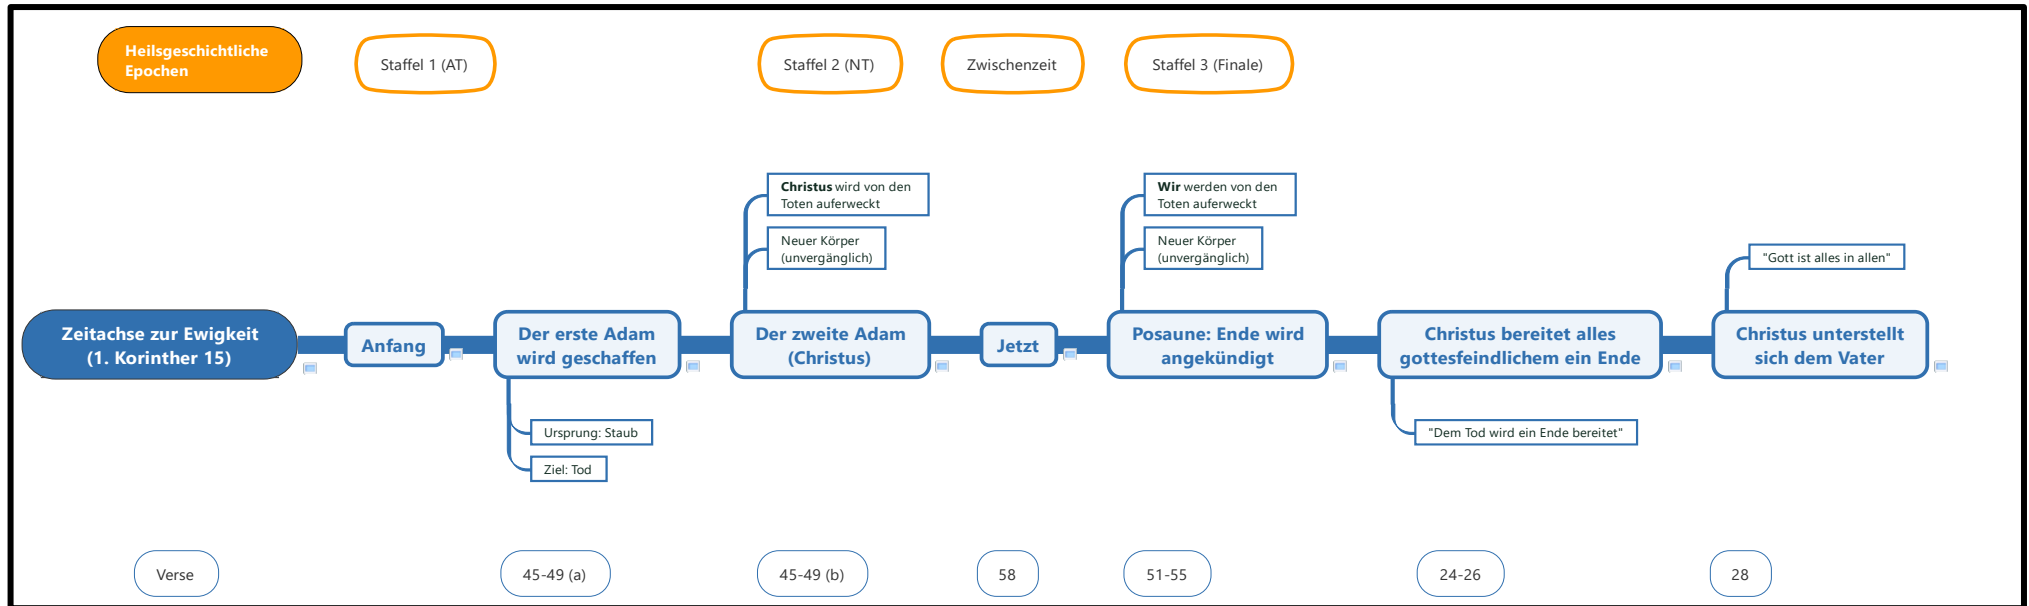 Heilsgeschichtliche
Epochen
Staffel 1 (AT)
Staffel 2 (NT)
Zwischenzeit
Staffel 3 (Finale)
Christus wird von den
Toten auferweckt
Neuer Körper
(unvergänglich)
Wir werden von den
Toten auferweckt
Neuer Körper
(unvergänglich)
"Gott ist alles in allen"
Zeitachse zur Ewigkeit
(1. Korinther 15)
Anfang
Der erste Adam
wird geschaffen
Der zweite Adam
(Christus)
Jetzt
Posaune: Ende wird
angekündigt
Christus bereitet alles
gottesfeindlichem ein Ende
Christus unterstellt
sich dem Vater
Ursprung: Staub
Ziel: Tod
"Dem Tod wird ein Ende bereitet"
Verse
45-49 (a)
45-49 (b)
58
51-55
24-26
28